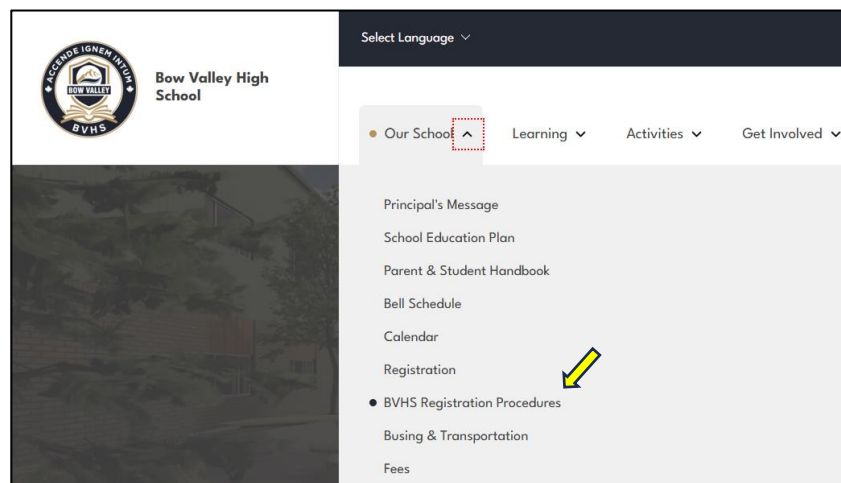 ACCENDE IGNEM INTUM
BOW VALLEY
BVHS
Bow Valley High
School
Select Language
Our School
Learning
Activities
Get Involved
Principal's Message
School Education Plan
Parent & Student Handbook
Bell Schedule
Calendar
Registration
BVHS Registration Procedures
Busing & Transportation
Fees